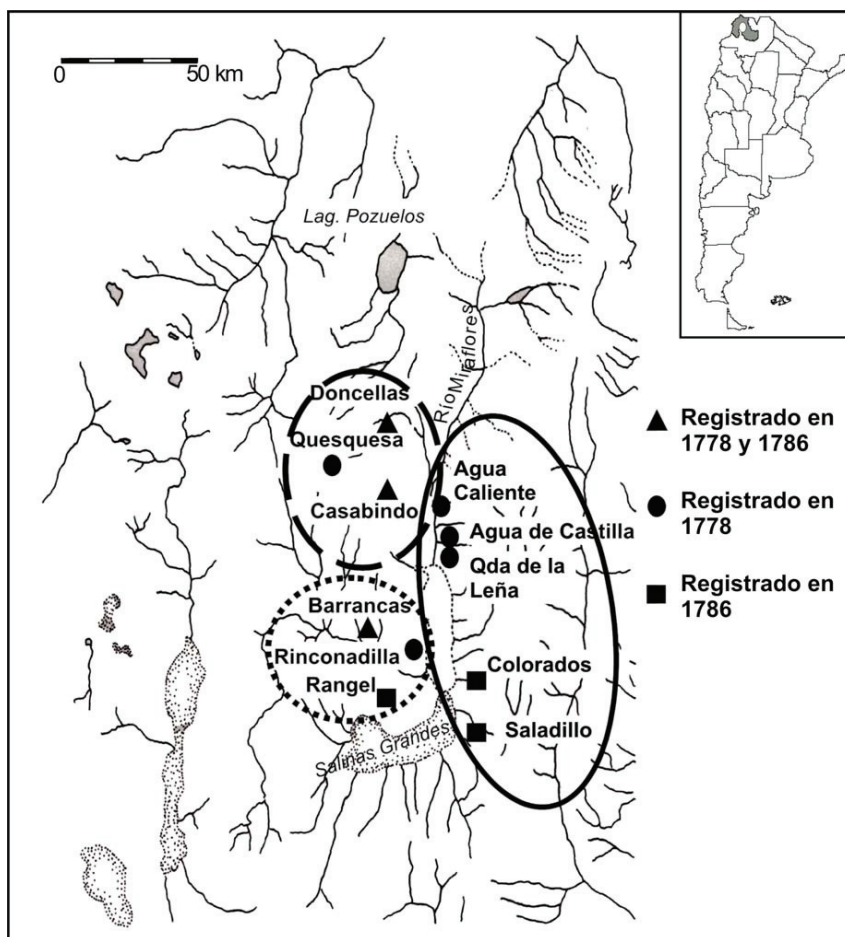 0
50 km
Lag. Pozuelos
Río Miraflores
Doncellas
Quesquesa
Casabindo
Agua
Caliente
Agua de Castilla
Qda de la
Leña
Barrancas
Rinconadilla
Rangel
Colorados
Saladillo
Salinas Grandes
Registrado en
1778 y 1786
Registrado en
1778
Registrado en
1786